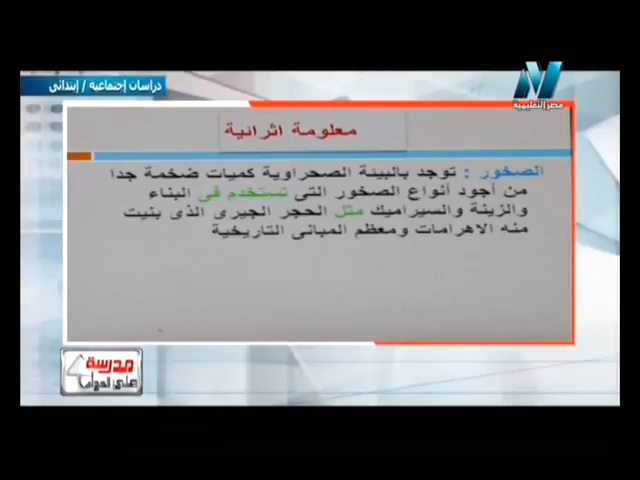 دراسات إجتماعية / إبتدائى
مصر التعليمية
معلومة اثرائية
الصخور : توجد بالبيئة الصحراوية كميات ضخمة جدا
من أجود أنواع الصخور التى تستخدم فى البناء
والزينة والسيراميك مثل الحجر الجيرى الذى بنيت
منه الاهرامات ومعظم المبانى التاريخية
مدرسة
على الهواء